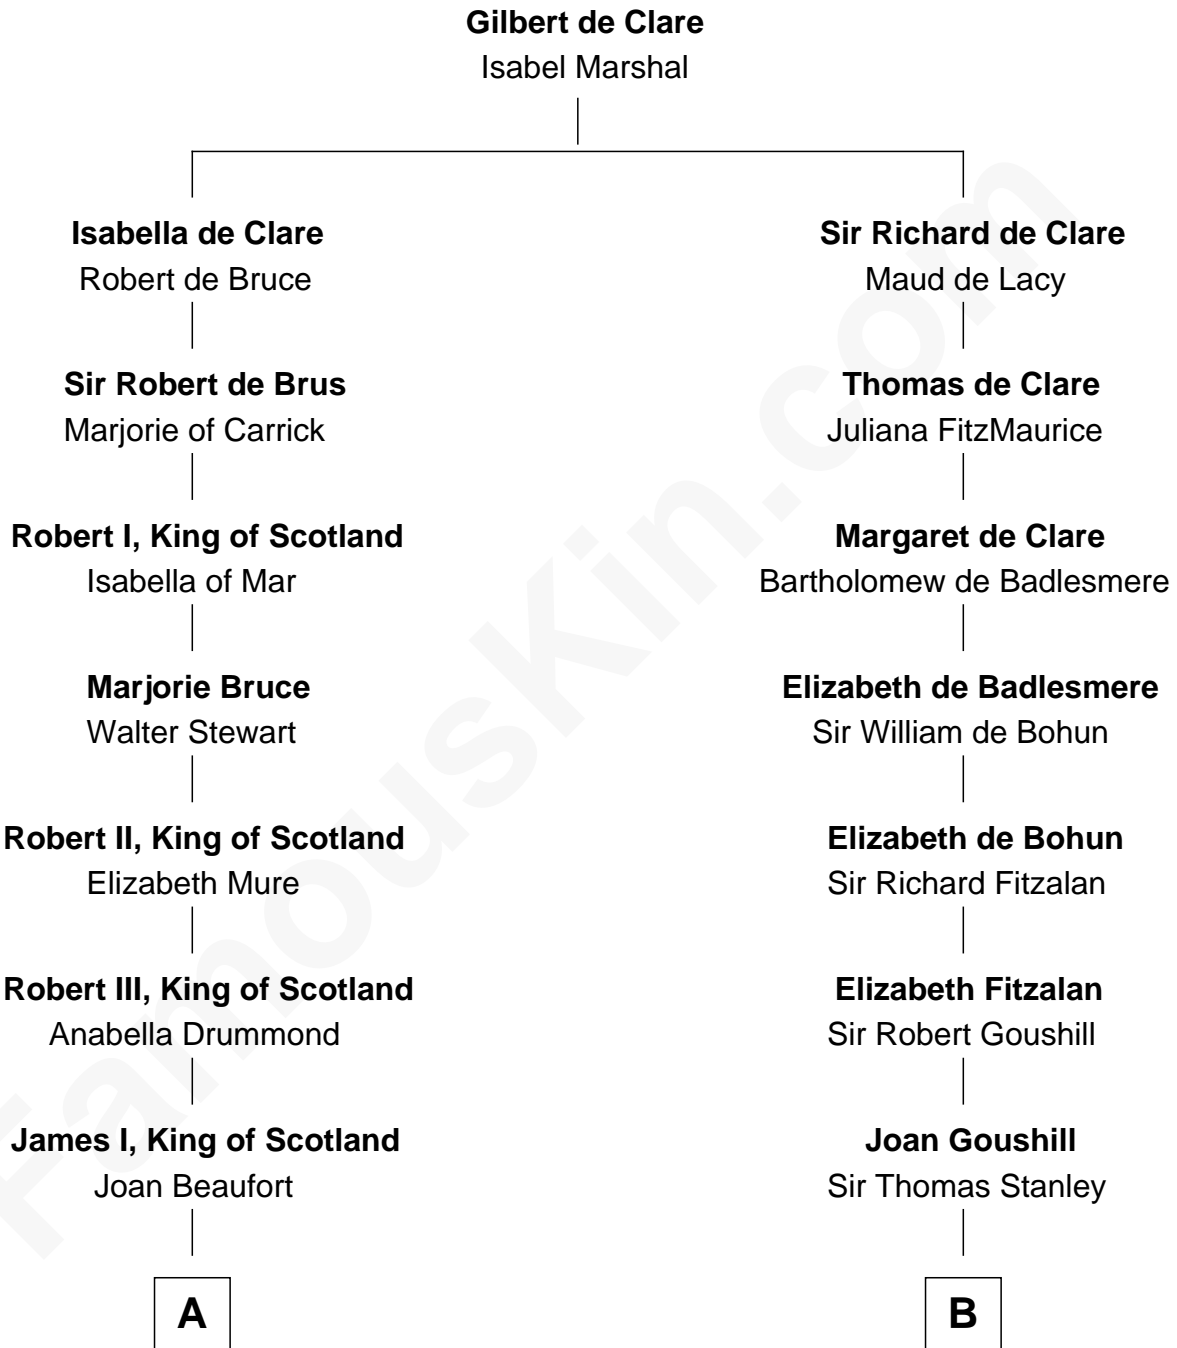 Gilbert de Clare
Isabel Marshal
Isabella de Clare
Robert de Bruce
Sir Richard de Clare
Maud de Lacy
Sir Robert de Brus
Marjorie of Carrick
Thomas de Clare
Juliana FitzMaurice
Robert I, King of Scotland
Isabella of Mar
Margaret de Clare
Bartholomew de Badlesmere
Marjorie Bruce
Walter Stewart
Elizabeth de Badlesmere
Sir William de Bohun
Robert II, King of Scotland
Elizabeth Mure
Elizabeth de Bohun
Sir Richard Fitzalan
Robert III, King of Scotland
Anabella Drummond
Elizabeth Fitzalan
Sir Robert Goushill
James I, King of Scotland
Joan Beaufort
Joan Goushill
Sir Thomas Stanley
A
B
FamousKin.com